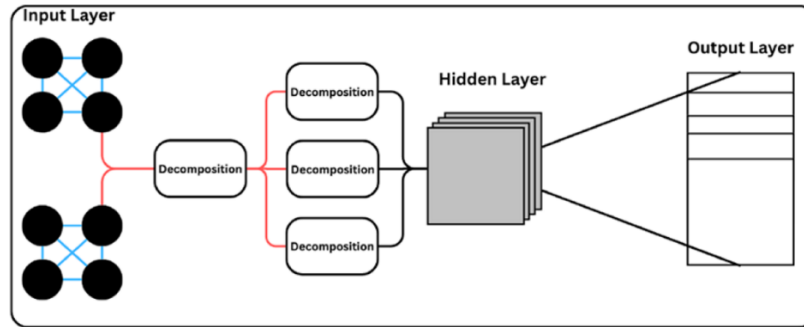 Input Layer
Output Layer
Hidden Layer
Decomposition
Decomposition
Decomposition
Decomposition